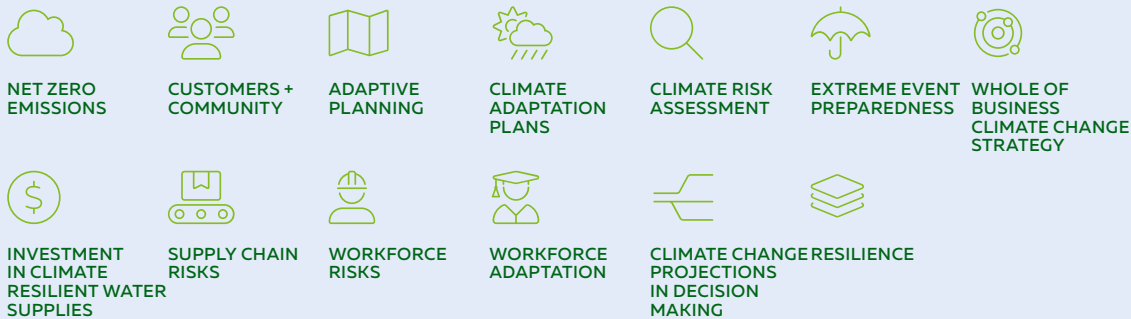 NET ZERO
EMISSIONS
CUSTOMERS +
COMMUNITY
ADAPTIVE
PLANNING
CLIMATE
ADAPTATION
PLANS
CLIMATE RISK
ASSESSMENT
EXTREME EVENT
PREPAREDNESS
WHOLE OF
BUSINESS
CLIMATE CHANGE
STRATEGY
$
INVESTMENT
IN CLIMATE
RESILIENT WATER
SUPPLIES
SUPPLY CHAIN
RISKS
WORKFORCE
RISKS
WORKFORCE
ADAPTATION
CLIMATE CHANGE
PROJECTIONS
IN DECISION
MAKING
RESILIENCE